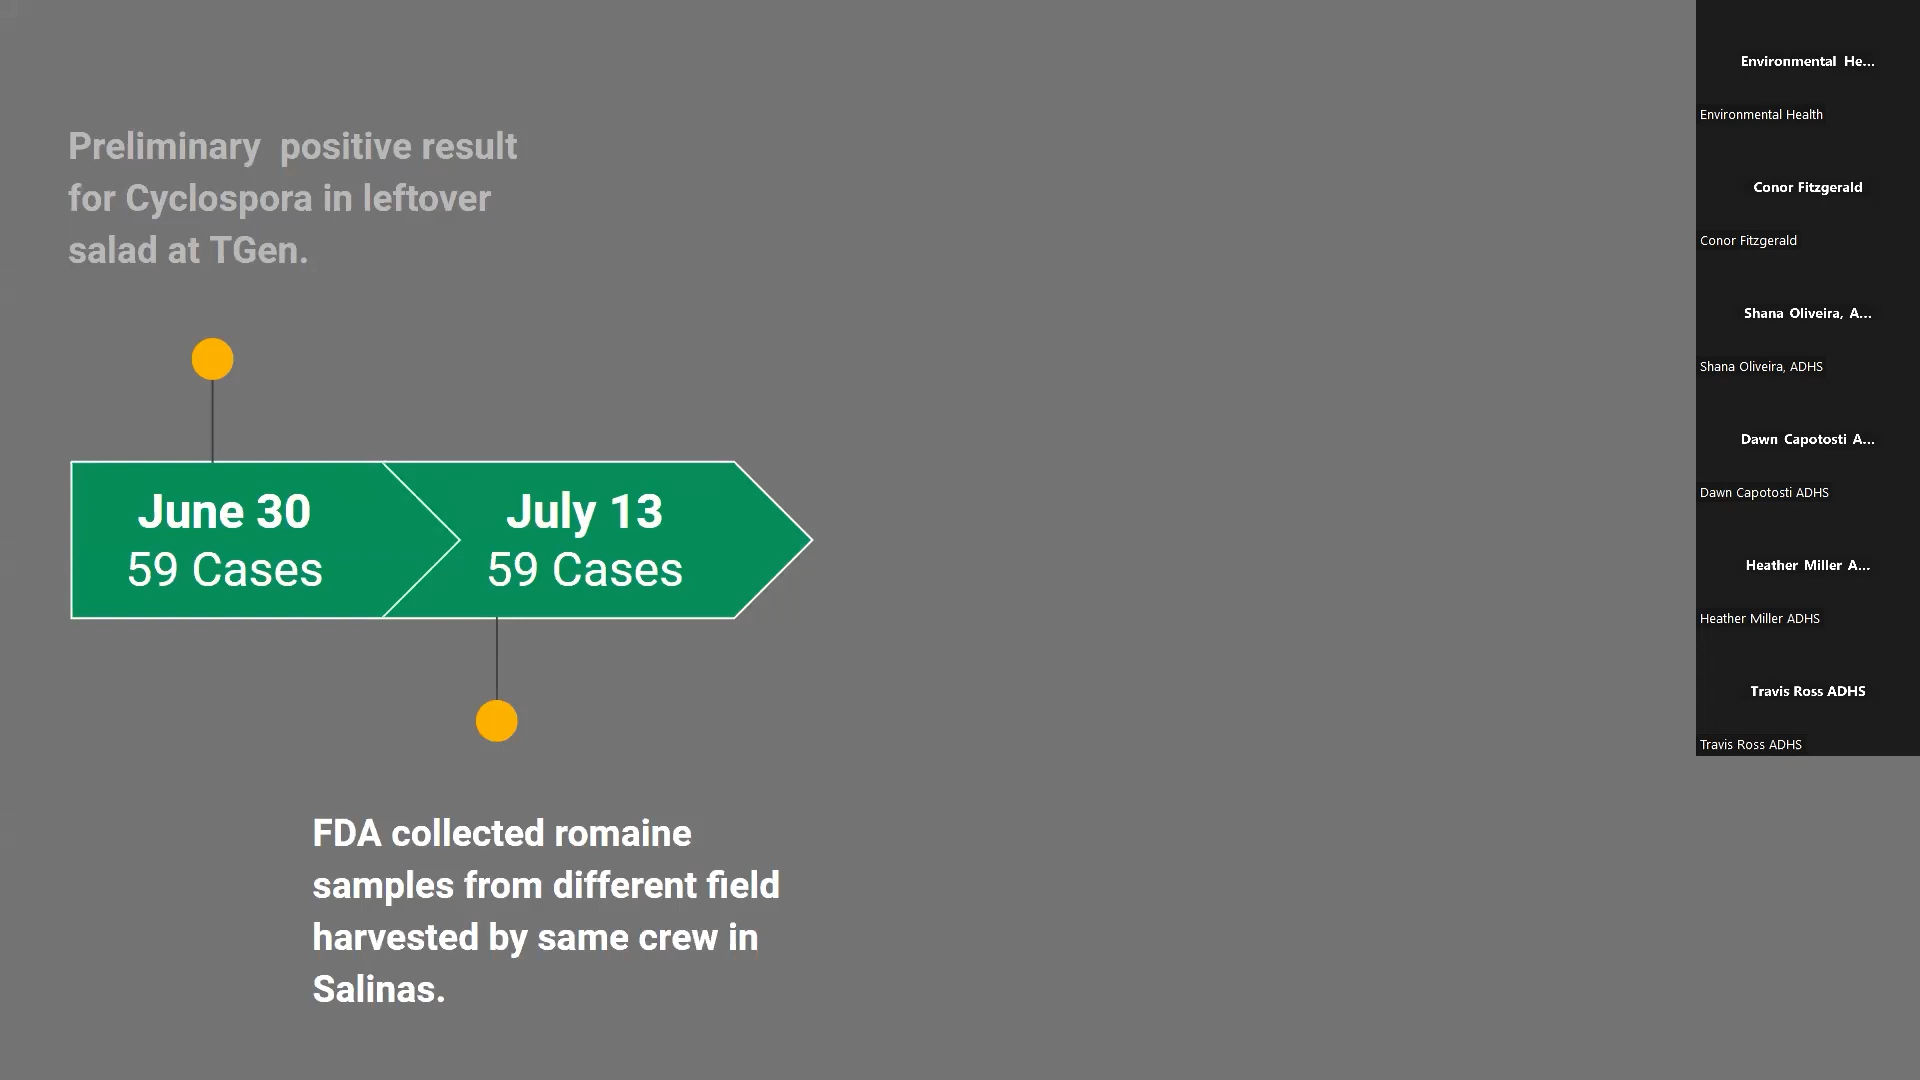 Preliminary positive result
for Cyclospora in leftover
salad at TGen.
June 30
59 Cases
July 13
59 Cases
FDA collected romaine
samples from different field
harvested by same crew in
Salinas.
Environmental He...
Environmental Health
Conor Fitzgerald
Conor Fitzgerald
Shana Oliveira, A...
Shana Oliveira, ADHS
Dawn Capotosti A...
Dawn Capotosti ADHS
Heather Miller A...
Heather Miller ADHS
Travis Ross ADHS
Travis Ross ADHS